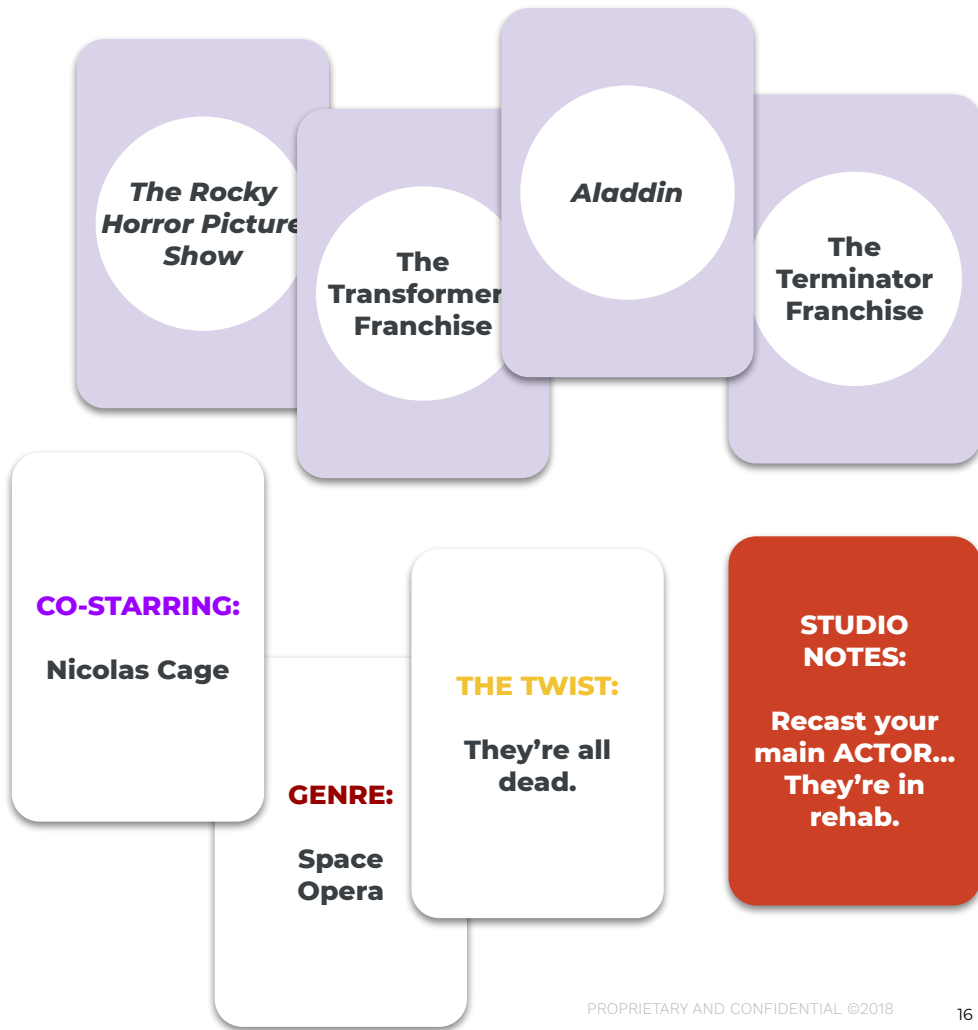 The Rocky
Horror Picture
Show
The
Transformer
Franchise
Aladdin
The
Terminator
Franchise
CO-STARRING:
Nicolas Cage
GENRE:
Space
Opera
THE TWIST:
They’re all
dead.
STUDIO
NOTES:
Recast your
main ACTOR...
They’re in
rehab.
PROPRIETARY AND CONFIDENTIAL ©2018
16